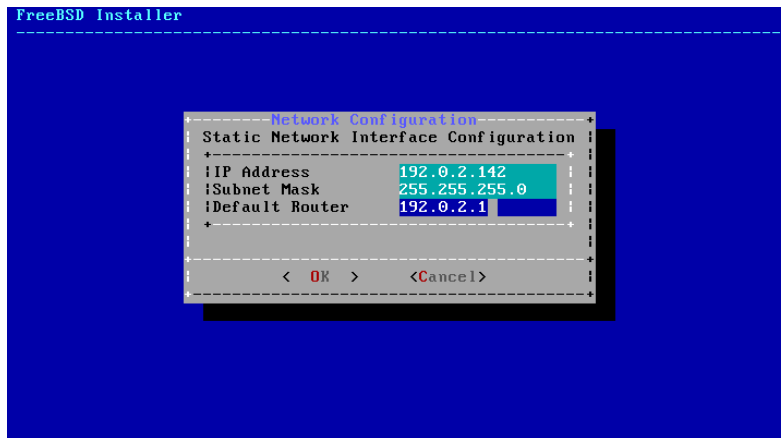 FreeBSD Installer
Network Configuration
Static Network Interface Configuration
IP Address 192.0.2.142
Subnet Mask 255.255.255.0
Default Router 192.0.2.1
< OK > <Cancel>